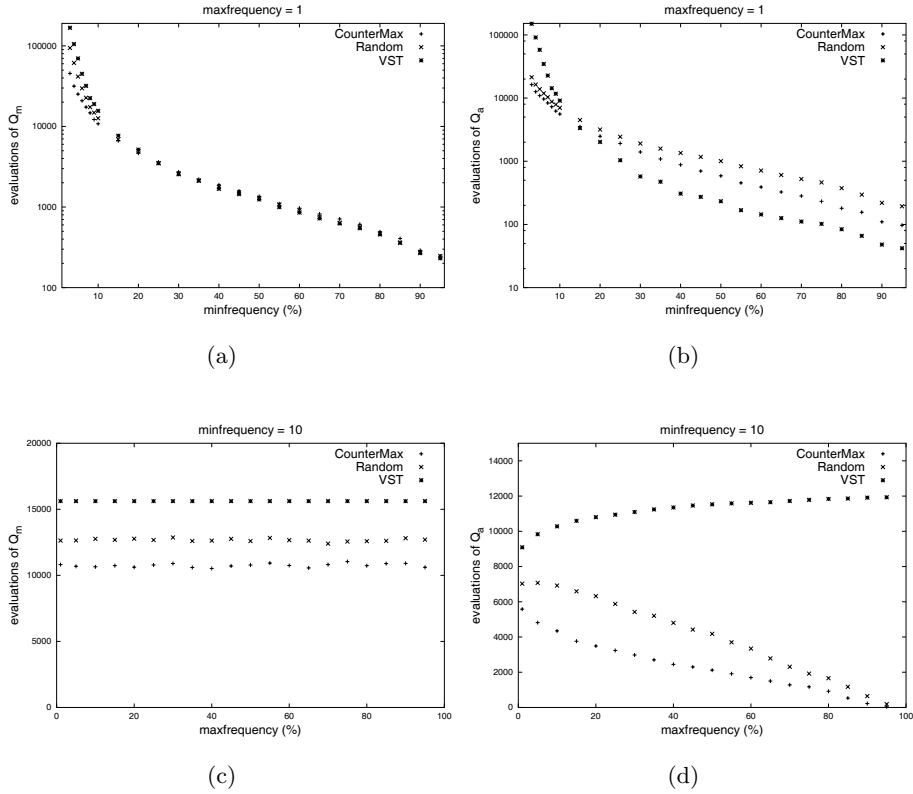 maxfrequency = 1
evaluations of Qm
100000
10000
1000
100
10 20 30 40 50 60 70 80 90
minfrequency (%)
CounterMax
Random
VST
(a)
maxfrequency = 1
evaluations of Qa
100000
10000
1000
100
10
10 20 30 40 50 60 70 80 90
minfrequency (%)
CounterMax
Random
VST
(b)
minfrequency = 10
evaluations of Qm
20000
15000
10000
5000
0
0 20 40 60 80 100
maxfrequency (%)
CounterMax
Random
VST
(c)
minfrequency = 10
evaluations of Qa
14000
12000
10000
8000
6000
4000
2000
0
0 20 40 60 80 100
maxfrequency (%)
CounterMax
Random
VST
(d)